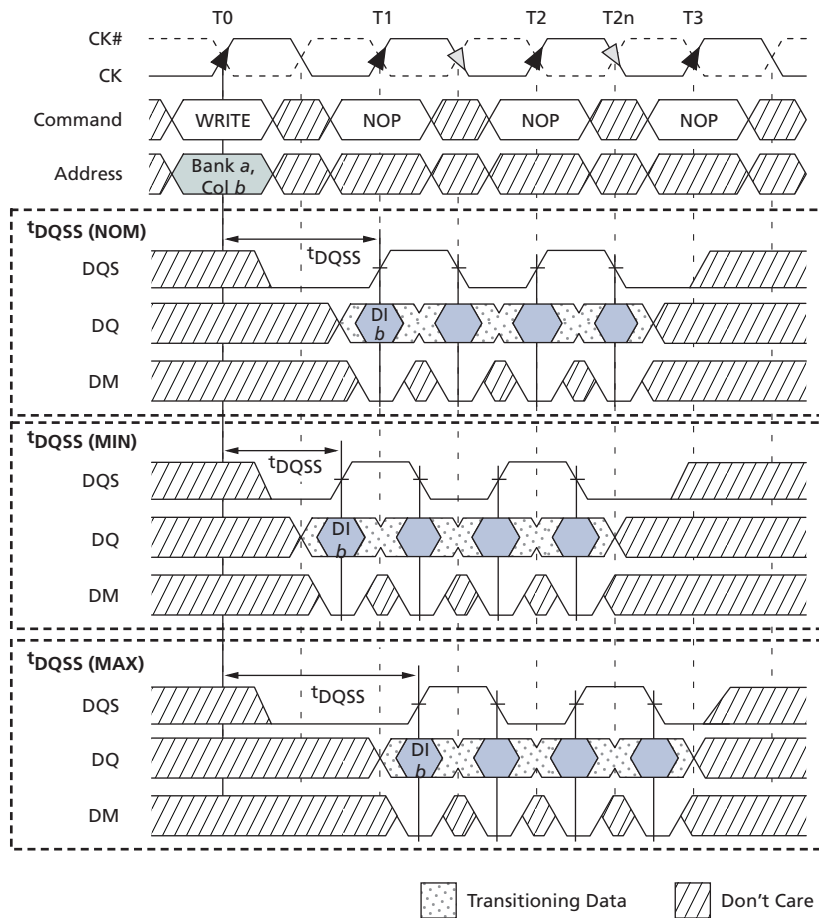 T0 T1 T2 T2n T3
CK#
CK
Command WRITE NOP NOP NOP
Address Bank a,
Col b
tDQSS (NOM)
tDQSS
DQS
DQ DI
b
DM
tDQSS (MIN)
tDQSS
DQS
DQ DI
b
DM
tDQSS (MAX)
tDQSS
DQS
DQ DI
b
DM
Transitioning Data Don't Care